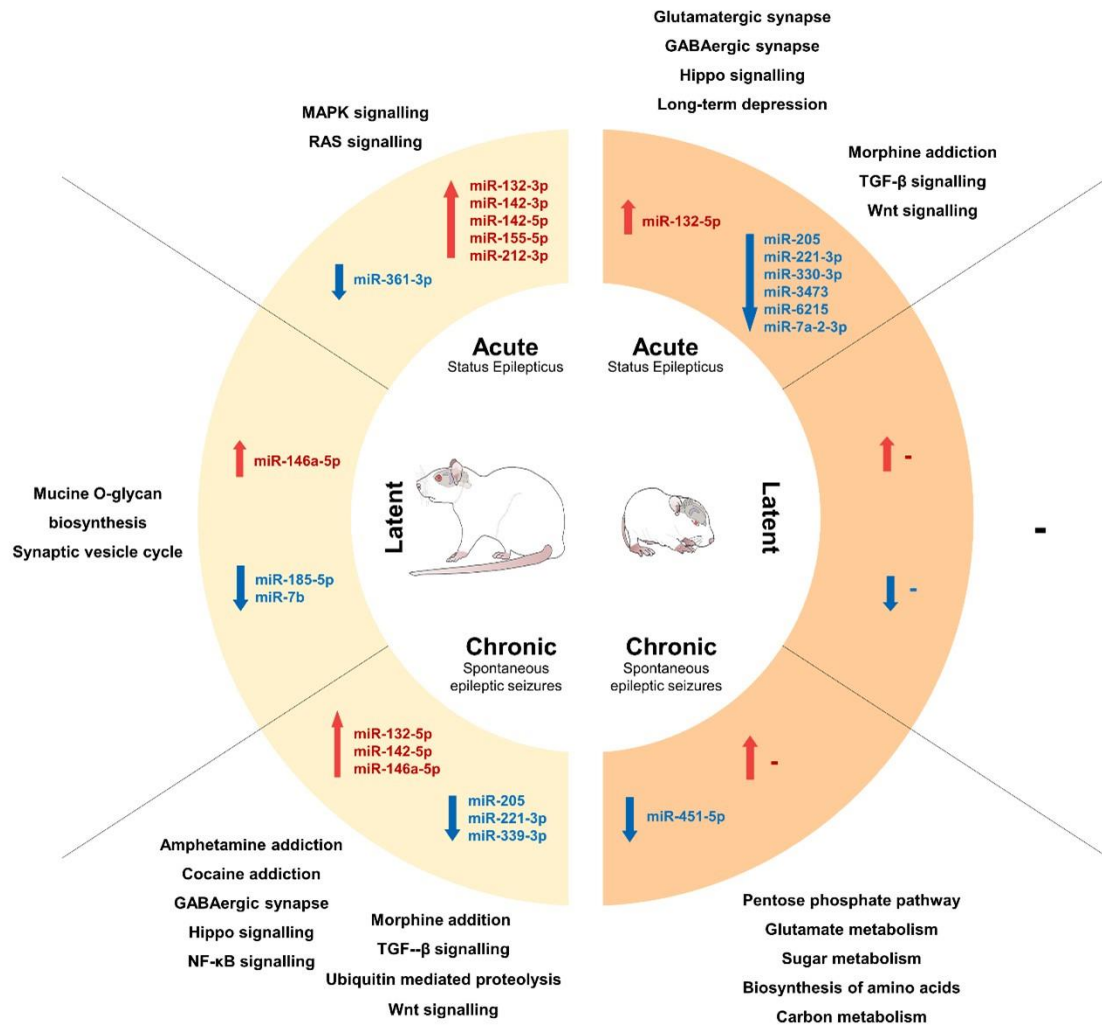 MAPK signalling
RAS signalling
miR-132-3p
miR-142-3p
miR-142-5p
miR-155-5p
miR-212-3p
miR-361-3p
Acute
Status Epilepticus
Glutamatergic synapse
GABAergic synapse
Hippo signalling
Long-term depression
Morphine addiction
TGF-β signalling
Wnt signalling
miR-132-5p
miR-205
miR-221-3p
miR-330-3p
miR-3473
miR-6215
miR-7a-2-3p
Acute
Status Epilepticus
Mucine O-glycan
biosynthesis
Synaptic vesicle cycle
miR-146a-5p
miR-185-5p
miR-7b
Latent
Latent
-
-
-
Chronic
Spontaneous
epileptic seizures
miR-132-5p
miR-142-5p
miR-146a-5p
miR-205
miR-221-3p
miR-339-3p
Amphetamine addiction
Cocaine addiction
GABAergic synapse
Hippo signalling
NF-κB signalling
Morphine addition
TGF--β signalling
Ubiquitin mediated proteolysis
Wnt signalling
Chronic
Spontaneous
epileptic seizures
-
miR-451-5p
Pentose phosphate pathway
Glutamate metabolism
Sugar metabolism
Biosynthesis of amino acids
Carbon metabolism